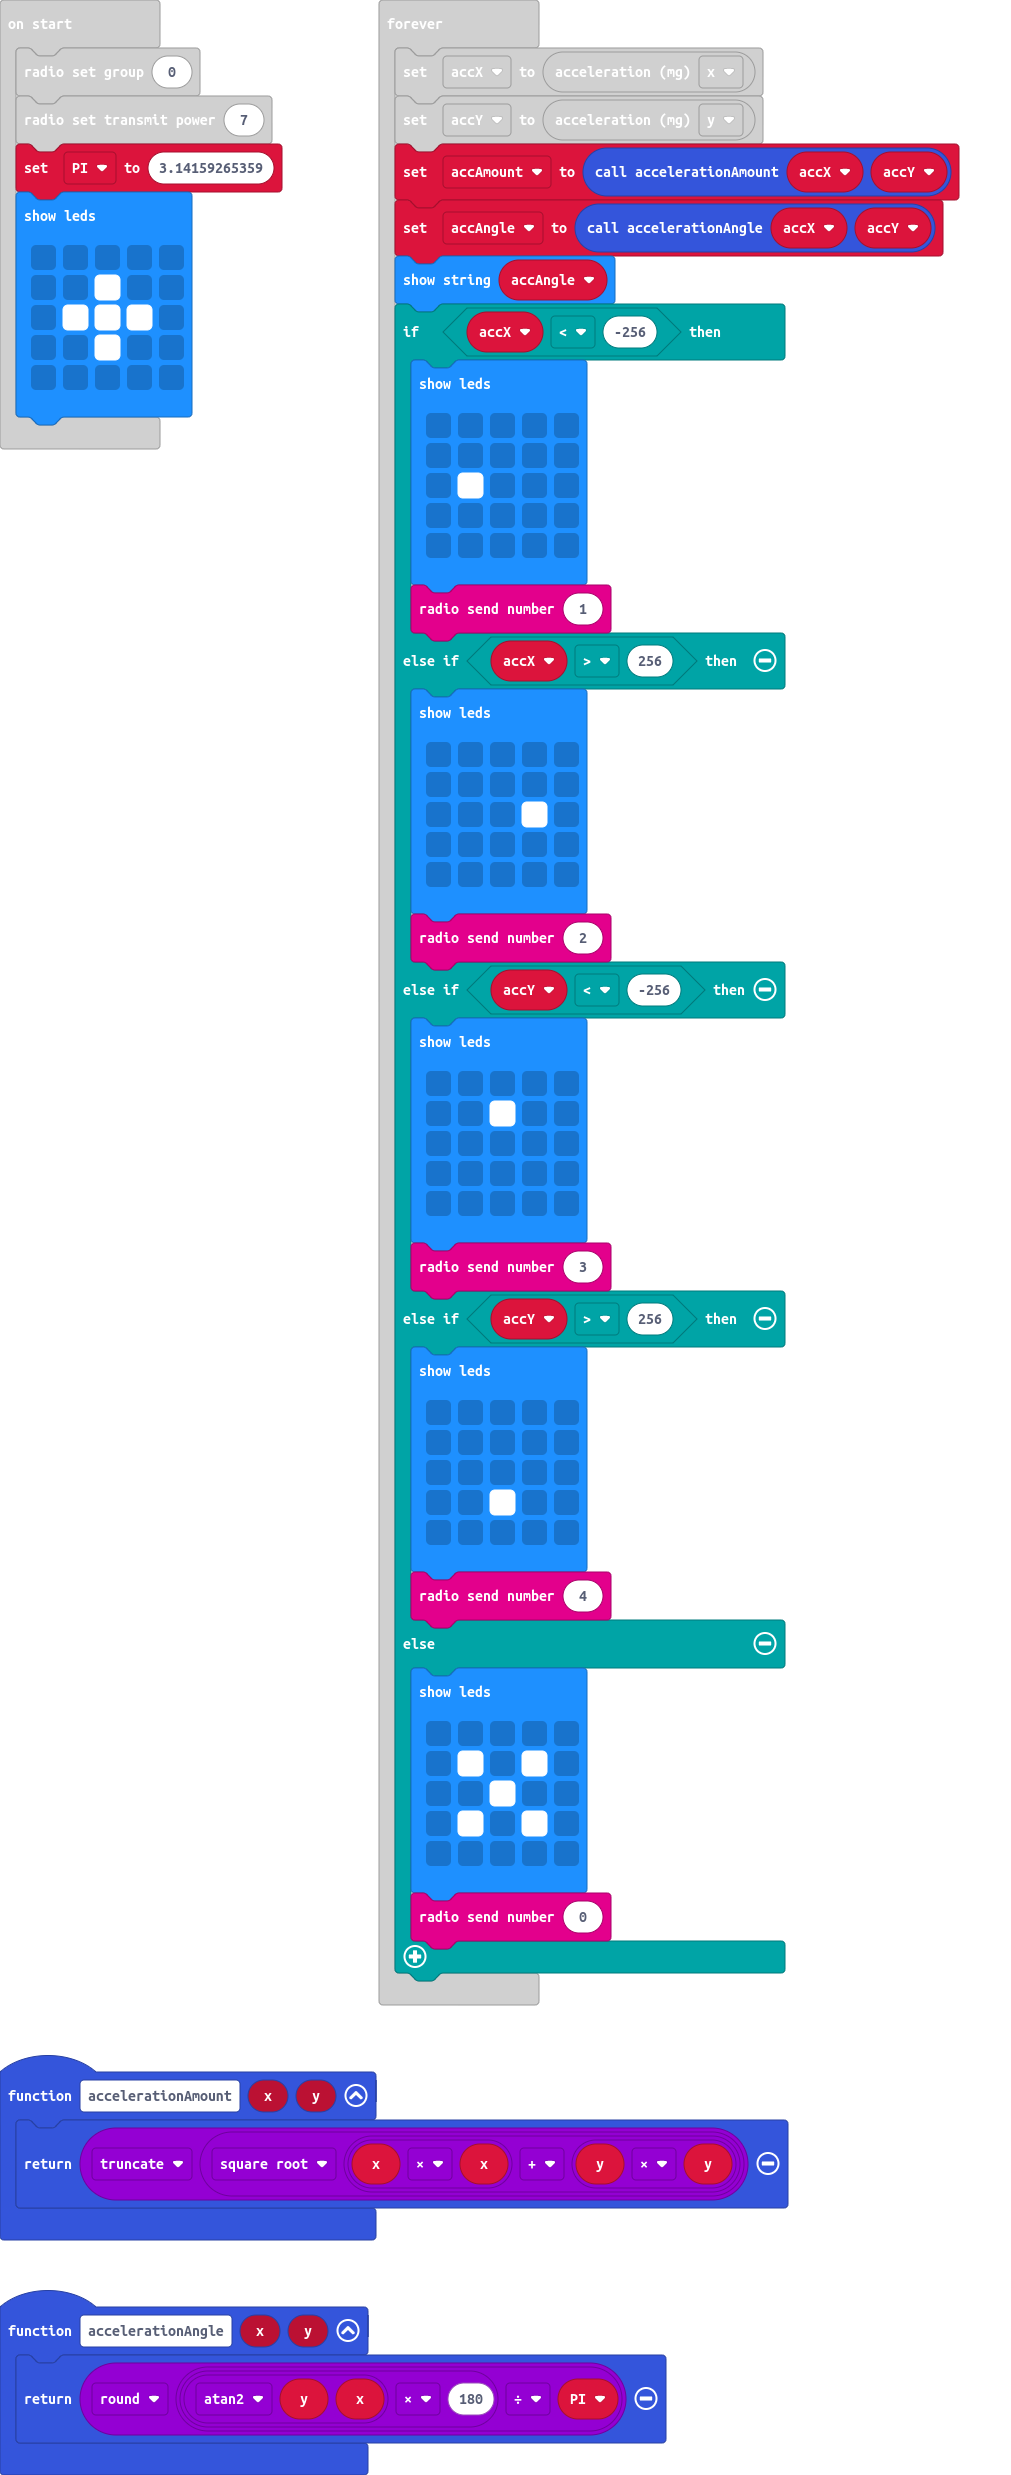 on start
radio set group 0
radio set transmit power 7
set PI to 3.14159265359
show leds
forever
set accX to acceleration (mg) x
set accY to acceleration (mg) y
set accAmount to call accelerationAmount accX accY
set accAngle to call accelerationAngle accX accY
show string accAngle
if accX < -256 then
show leds
radio send number 1
else if accX > 256 then
show leds
radio send number 2
else if accY < -256 then
show leds
radio send number 3
else if accY > 256 then
show leds
radio send number 4
else
show leds
radio send number 0
function accelerationAmount x y
return truncate square root x × x + y × y
function accelerationAngle x y
return round atan2 y x × 180 ÷ PI